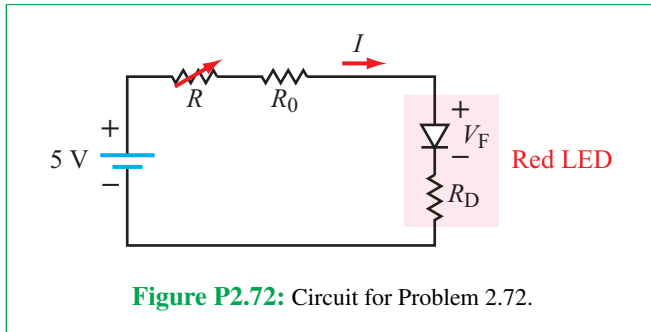 I
R
R0
+
5 V
−
+
VF
−
RD
Red LED
Figure P2.72: Circuit for Problem 2.72.